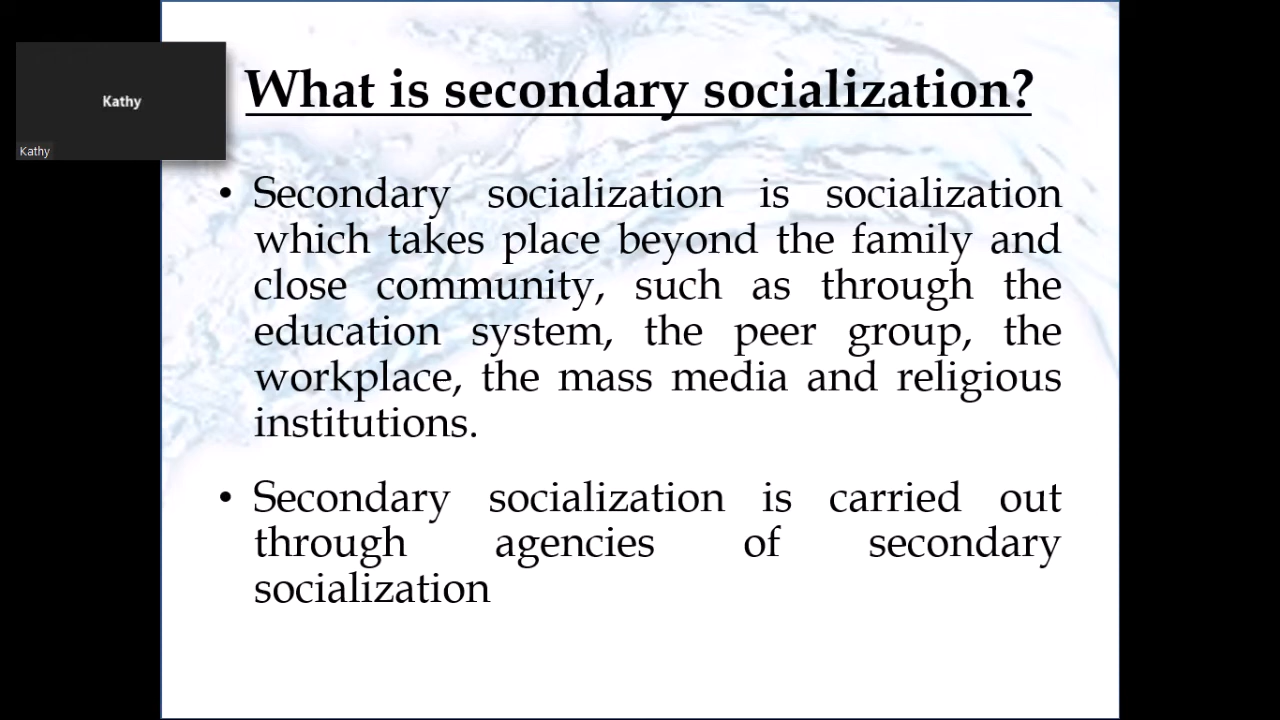 Kathy
Kathy
What is secondary socialization?
• Secondary socialization is socialization
which takes place beyond the family and
close community, such as through the
education system, the peer group, the
workplace, the mass media and religious
institutions.
• Secondary socialization is carried out
through agencies of secondary
socialization